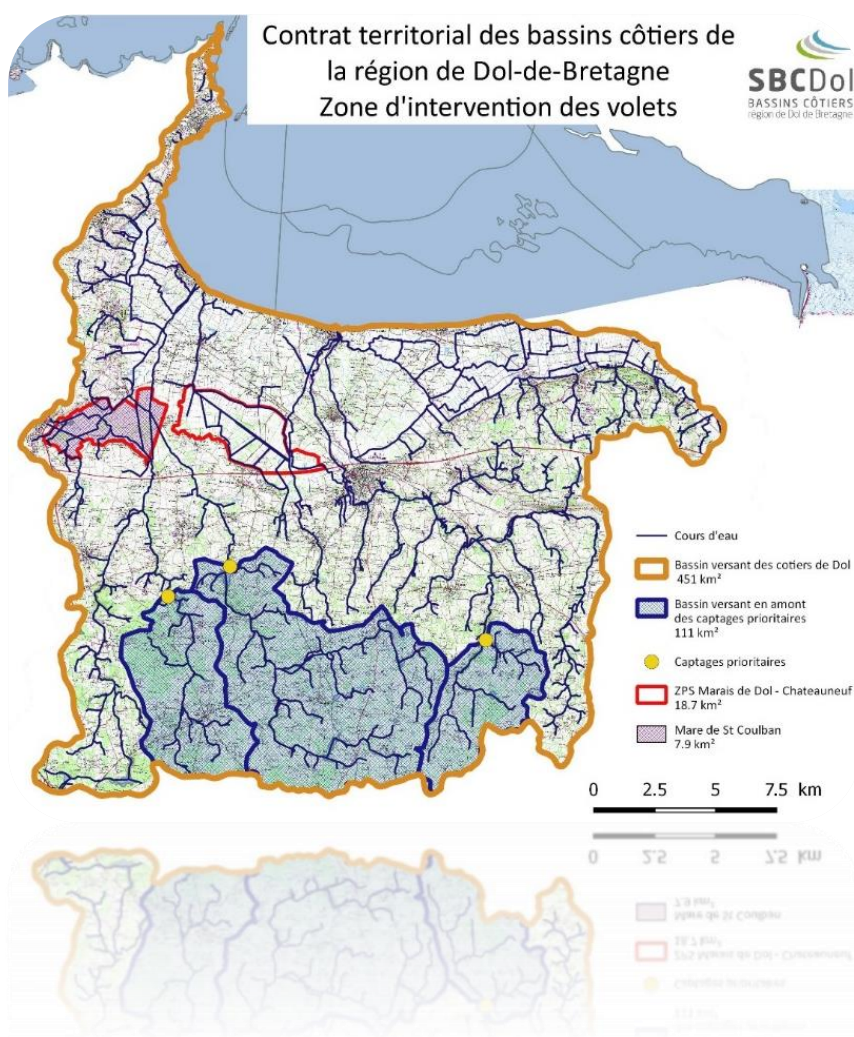 Contrat territorial des bassins côtiers de
la région de Dol-de-Bretagne
Zone d'intervention des volets
SBCDol
BASSINS CÔTIERS
région de Dol de Bretagne
Cours d'eau
Bassin versant des cotiers de Dol
451 km²
Bassin versant en amont
des captages prioritaires
111 km²
Captages prioritaires
ZPS Marais de Dol - Chateauneuf
18.7 km²
Mare de St Coulban
7.9 km²
0 2.5 5 7.5 km